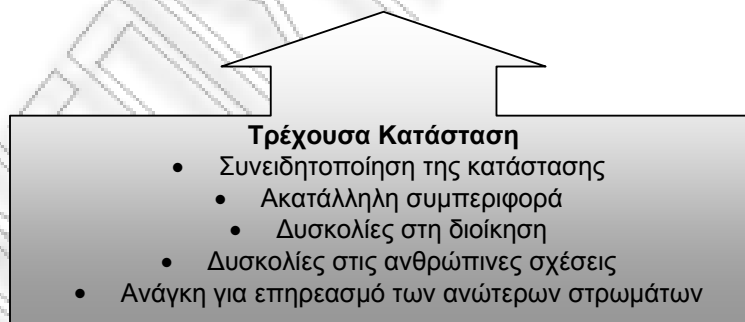 Τρέχουσα Κατάσταση
• Συνειδητοποίηση της κατάστασης
• Ακατάλληλη συμπεριφορά
• Δυσκολίες στη διοίκηση
• Δυσκολίες στις ανθρώπινες σχέσεις
• Ανάγκη για επηρεασμό των ανώτερων στρωμάτων